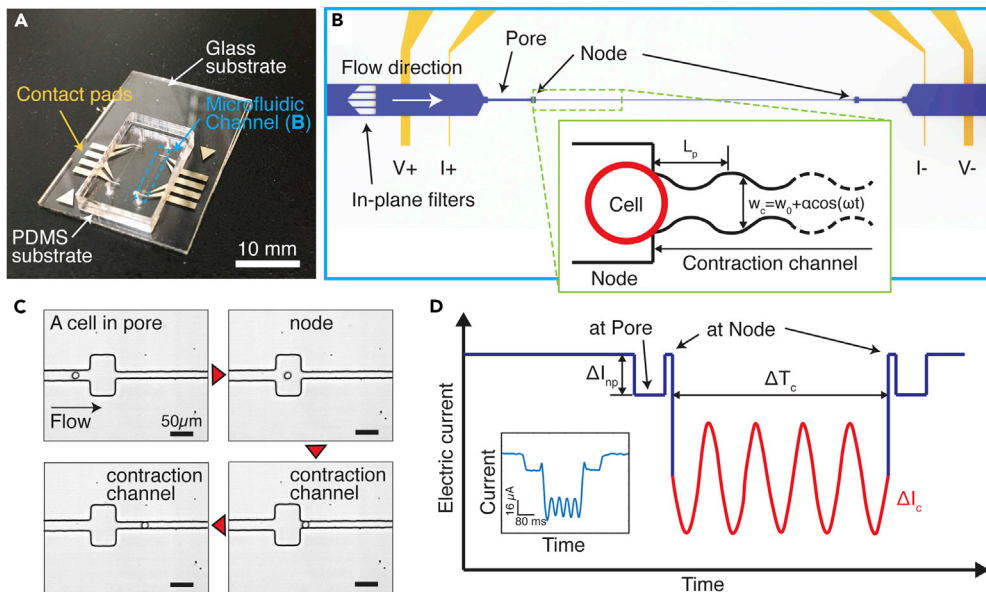 A
Glass
substrate
Contact pads
Microfluidic
Channel (B)
PDMS
substrate
10 mm
B
Pore
Node
Flow direction
V+
I+
I-
V-
In-plane filters
Lp
Cell
wc=w0+αcos(ωt)
Contraction channel
Node
C
A cell in pore
node
Flow
50μm
contraction
channel
contraction
channel
D
at Pore
at Node
ΔInp
ΔTc
Electric current
Current
16 μA
80 ms
Time
ΔIc
Time